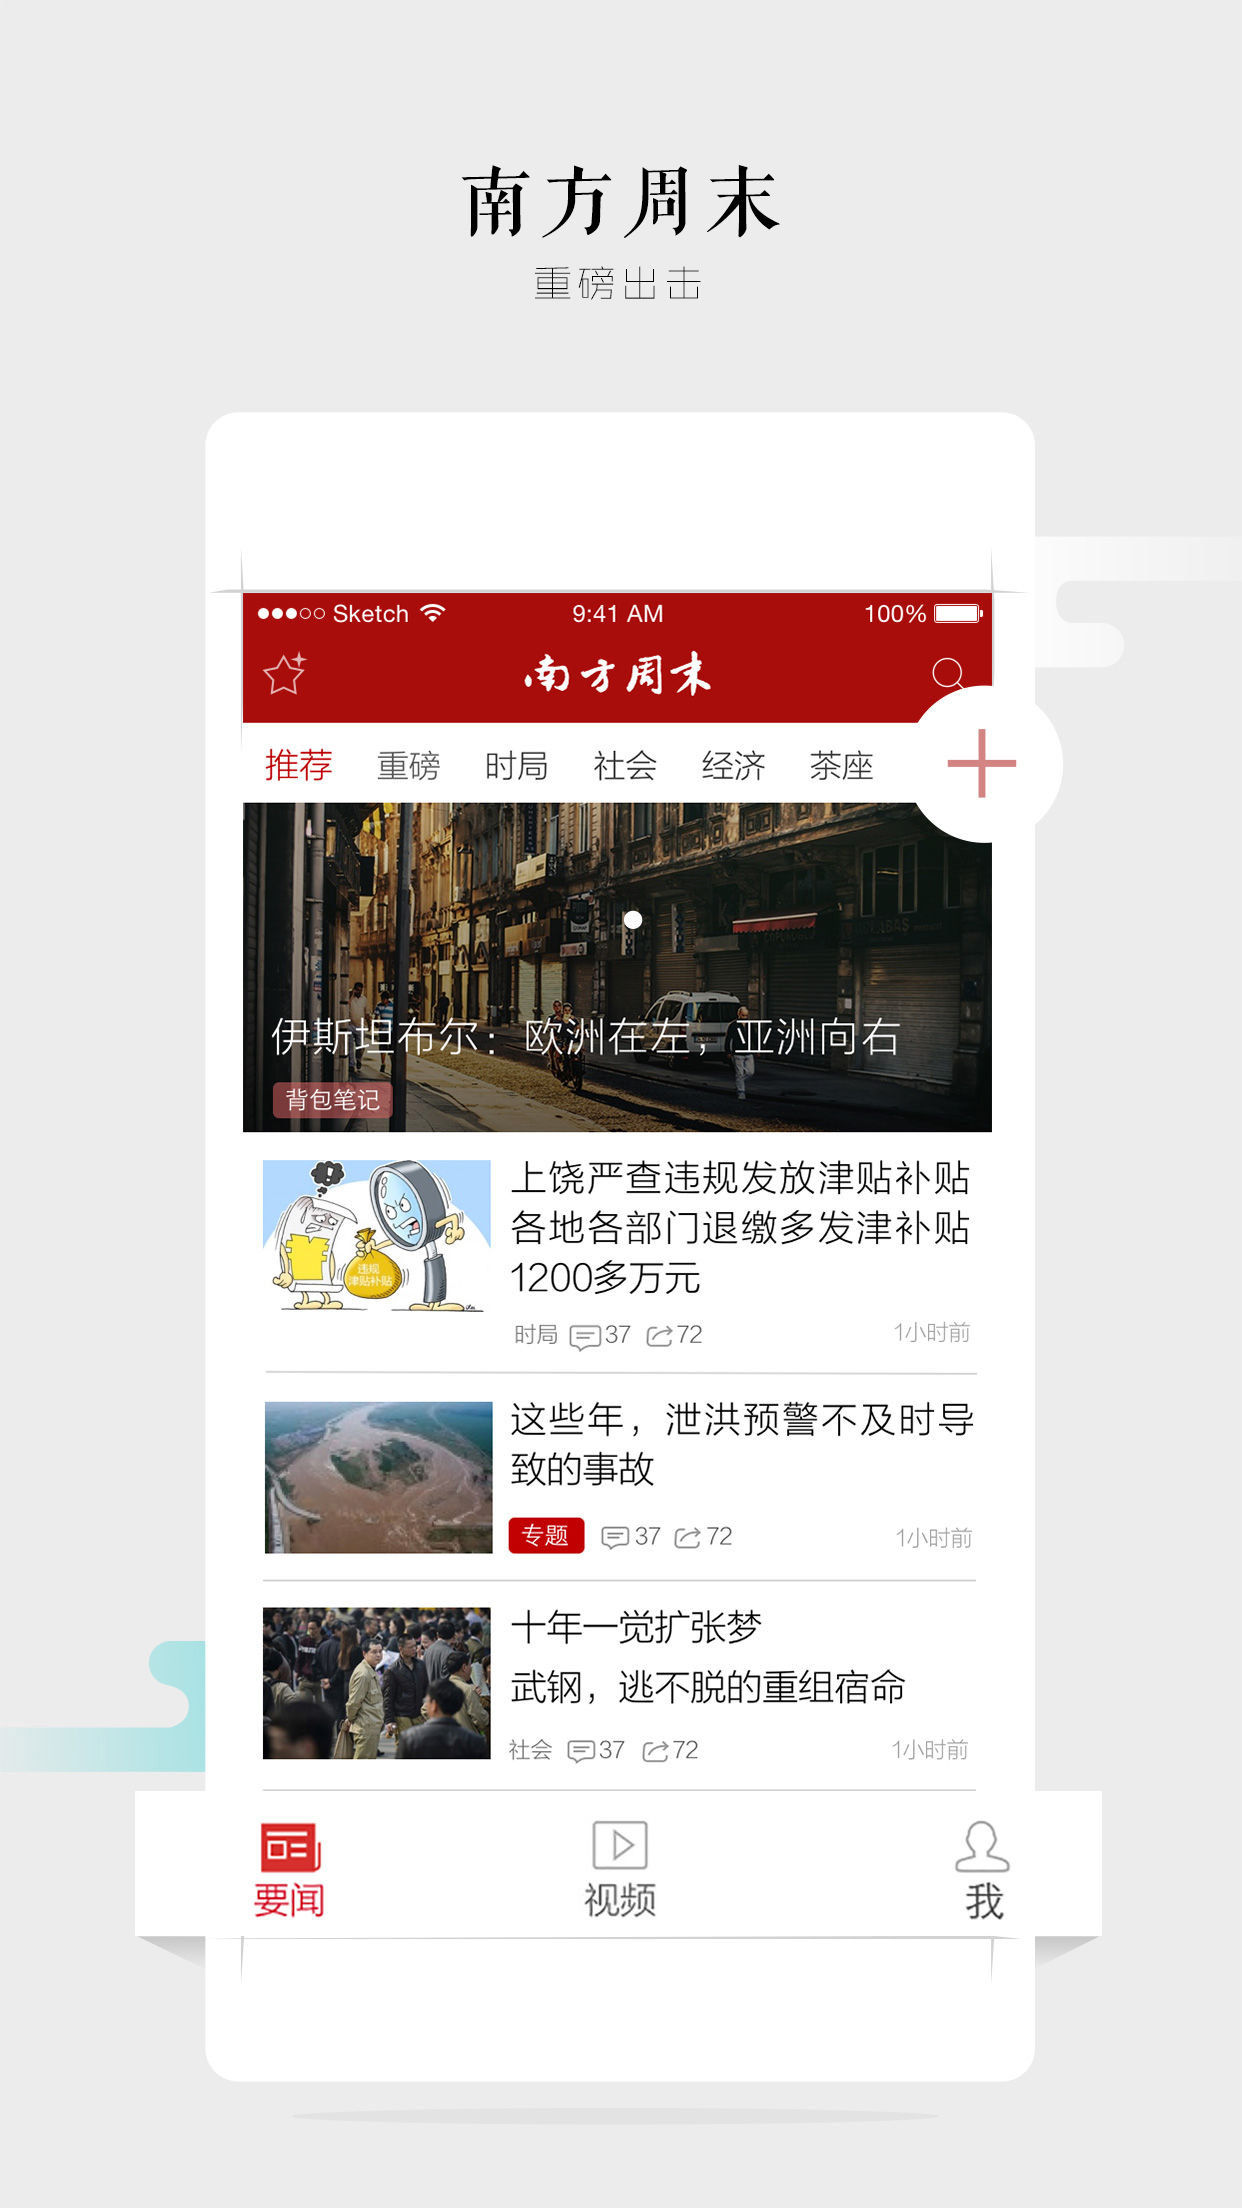 南方周末
重磅出击
Sketch 9:41 AM 100%
南方周末
推荐 重磅 时局 社会 经济 茶座
伊斯坦布尔：欧洲在左，亚洲向右
背包笔记
违规
津贴补贴
上饶严查违规发放津贴补贴
各地各部门退缴多发津补贴
1200多万元
时局 37 72 1小时前
这些年，泄洪预警不及时导
致的事故
专题 37 72 1小时前
十年一觉扩张梦
武钢，逃不脱的重组宿命
社会 37 72 1小时前
要闻 视频 我